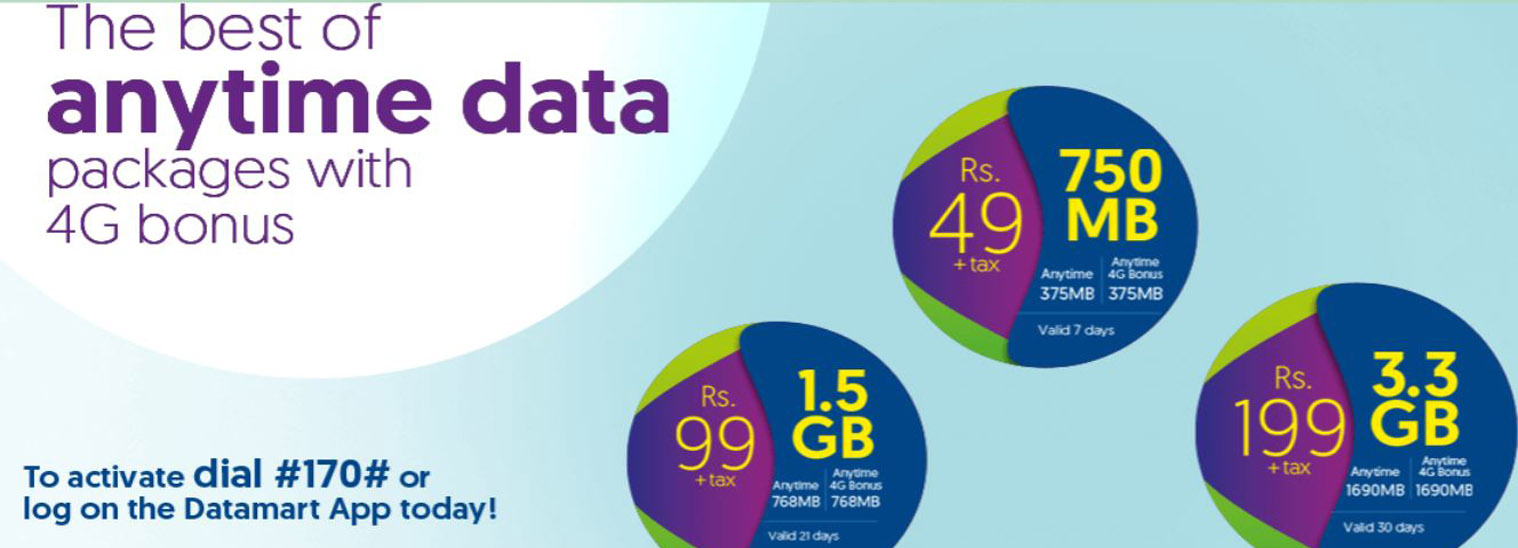 The best of
anytime data
packages with
4G bonus
To activate dial #170# or
log on the Datamart App today!
Rs.
49
+ tax
750
MB
Anytime
375MB
Anytime
4G Bonus
375MB
Valid 7 days
Rs.
99
+ tax
1.5
GB
Anytime
768MB
Anytime
4G Bonus
768MB
Valid 21 days
Rs.
199
+ tax
3.3
GB
Anytime
1690MB
Anytime
4G Bonus
1690MB
Valid 30 days